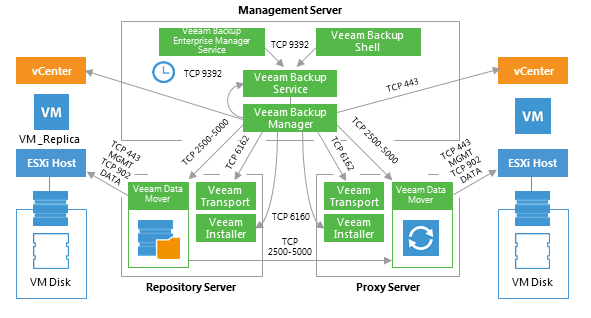 Management Server
Veeam Backup
Enterprise Manager
Service
Veeam Backup
Shell
TCP 9392
TCP 9392
vCenter
vCenter
Veeam Backup
Service
TCP 443
VM
VM
Veeam Backup
Manager
VM_Replica
TCP 2500-5000
TCP 6162
TCP 6162
TCP 2500-5000
ESXi Host
TCP 443
MGMT
TCP 902
DATA
TCP 443
MGMT
TCP 902
DATA
ESXi Host
Veeam Data
Mover
Veeam
Transport
Veeam
Installer
Veeam
Transport
Veeam
Installer
Veeam Data
Mover
TCP 6160
TCP
2500-5000
VM Disk
Repository Server
Proxy Server
VM Disk